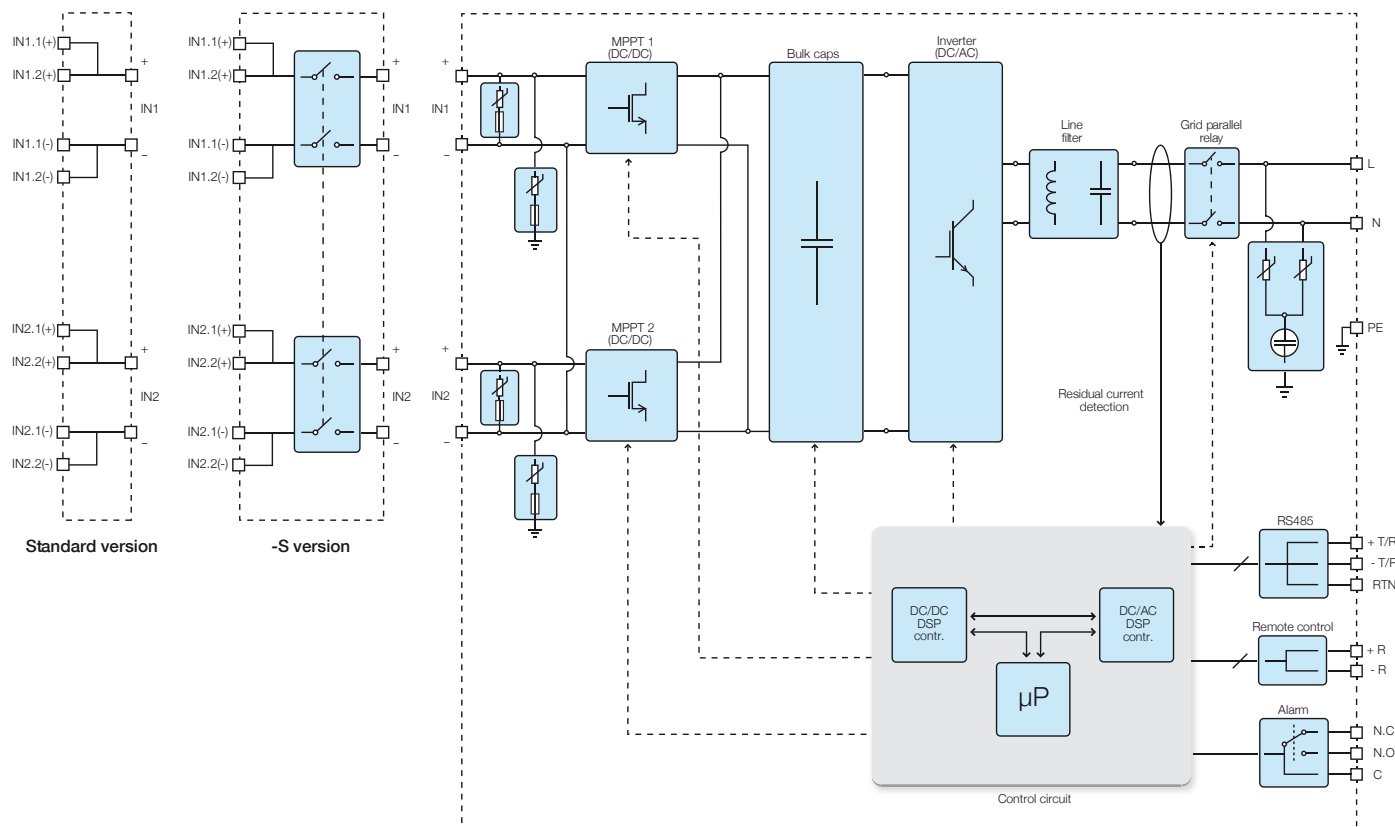 IN1.1(+)
IN1.2(+)
+
IN1
IN1.1(-)
−
IN1.2(-)
IN2.1(+)
+
IN2.2(+)
IN2
IN2.1(-)
−
IN2.2(-)
Standard version
IN1.1(+)
IN1.2(+)
+
IN1
IN1.1(-)
−
IN1.2(-)
IN2.1(+)
+
IN2.2(+)
IN2
IN2.1(-)
−
IN2.2(-)
-S version
+
IN1
−
+
IN2
−
MPPT 1
(DC/DC)
MPPT 2
(DC/DC)
Bulk caps
Inverter
(DC/AC)
Line
filter
Grid parallel
relay
L
N
PE
Residual current
detection
DC/DC
DSP
contr.
DC/AC
DSP
contr.
µP
Control circuit
RS485
+ T/R
- T/R
RTN
Remote control
+ R
- R
Alarm
N.C
N.O
C